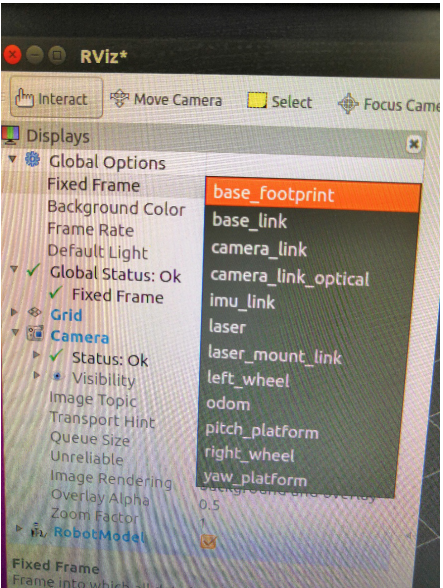 RViz*
Interact Move Camera Select Focus Came
Displays
Global Options
Fixed Frame base_footprint
Background Color base_link
Frame Rate camera_link
Default Light camera_link_optical
Global Status: Ok imu_link
Fixed Frame laser
Grid laser_mount_link
Camera left_wheel
Status: Ok odom
Visibility pitch_platform
Image Topic right_wheel
Transport Hint yaw_platform
Queue Size
Unreliable
Image Rendering background and overlay
Overlay Alpha 0.5
Zoom Factor 1
RobotModel
Fixed Frame
Frame into which all d